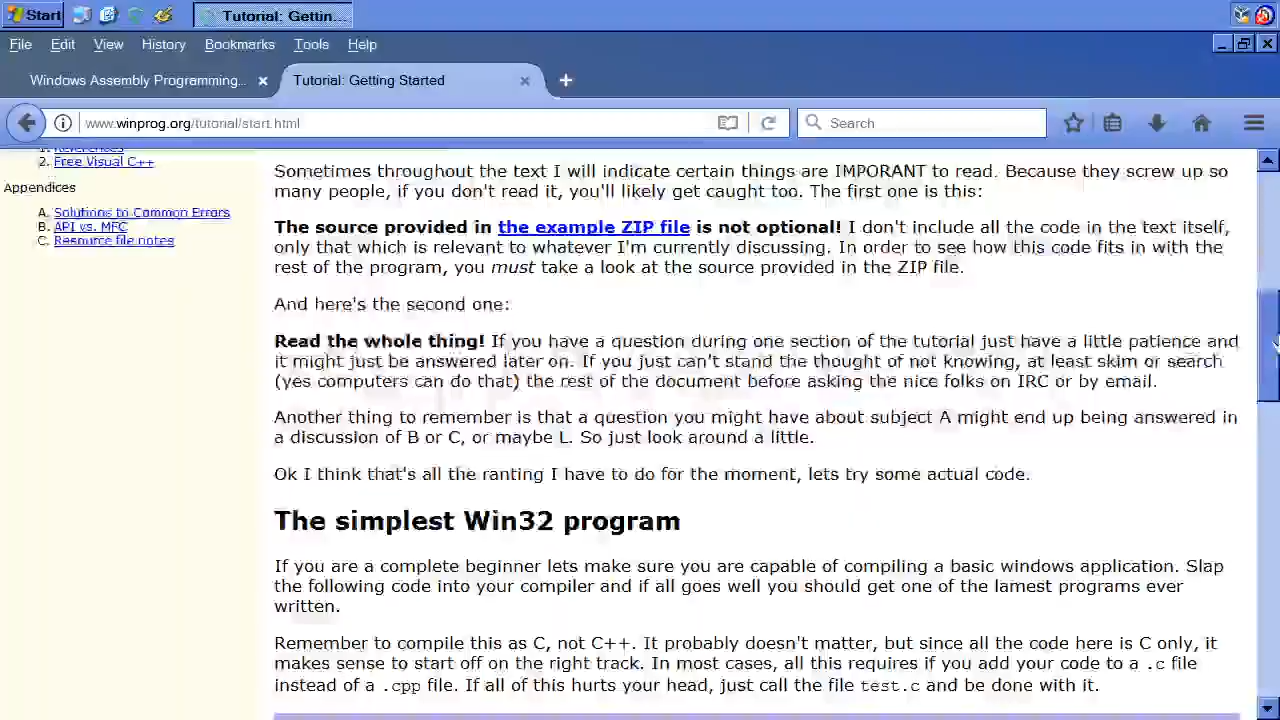 Start
Tutorial: Gettin...
File Edit View History Bookmarks Tools Help
Windows Assembly Programming...
Tutorial: Getting Started
www.winprog.org/tutorial/start.html
Search
1. References
2. Free Visual C++
Appendices
A. Solutions to Common Errors
B. API vs. MFC
C. Resource file notes
Sometimes throughout the text I will indicate certain things are IMPORANT to read. Because they screw up so
many people, if you don't read it, you'll likely get caught too. The first one is this:
The source provided in the example ZIP file is not optional! I don't include all the code in the text itself,
only that which is relevant to whatever I'm currently discussing. In order to see how this code fits in with the
rest of the program, you must take a look at the source provided in the ZIP file.
And here's the second one:
Read the whole thing! If you have a question during one section of the tutorial just have a little patience and
it might just be answered later on. If you just can't stand the thought of not knowing, at least skim or search
(yes computers can do that) the rest of the document before asking the nice folks on IRC or by email.
Another thing to remember is that a question you might have about subject A might end up being answered in
a discussion of B or C, or maybe L. So just look around a little.
Ok I think that's all the ranting I have to do for the moment, lets try some actual code.
The simplest Win32 program
If you are a complete beginner lets make sure you are capable of compiling a basic windows application. Slap
the following code into your compiler and if all goes well you should get one of the lamest programs ever
written.
Remember to compile this as C, not C++. It probably doesn't matter, but since all the code here is C only, it
makes sense to start off on the right track. In most cases, all this requires if you add your code to a .c file
instead of a .cpp file. If all of this hurts your head, just call the file test.c and be done with it.